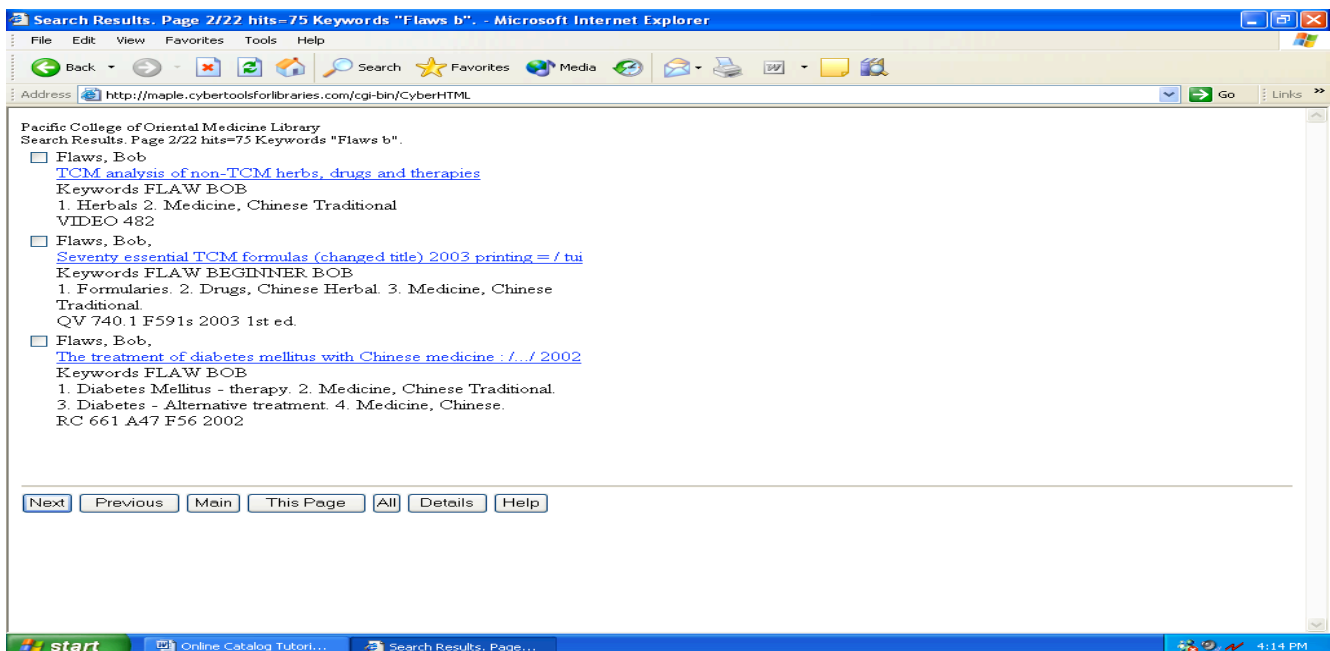 Search Results. Page 2/22 hits=75 Keywords "Flaws b". - Microsoft Internet Explorer
File Edit View Favorites Tools Help
Back Search Favorites Media
Address http://maple.cybertoolsforlibraries.com/cgi-bin/CyberHTML Go Links »
Pacific College of Oriental Medicine Library
Search Results. Page 2/22 hits=75 Keywords "Flaws b".
Flaws, Bob
TCM analysis of non-TCM herbs, drugs and therapies
Keywords FLAW BOB
1. Herbals 2. Medicine, Chinese Traditional
VIDEO 482
Flaws, Bob,
Seventy essential TCM formulas (changed title) 2003 printing = / tui
Keywords FLAW BEGINNER BOB
1. Formularies. 2. Drugs, Chinese Herbal. 3. Medicine, Chinese
Traditional.
QV 740.1 F591s 2003 1st ed.
Flaws, Bob,
The treatment of diabetes mellitus with Chinese medicine : /.../ 2002
Keywords FLAW BOB
1. Diabetes Mellitus - therapy. 2. Medicine, Chinese Traditional.
3. Diabetes - Alternative treatment. 4. Medicine, Chinese.
RC 661 A47 F56 2002
Next Previous Main This Page All Details Help
start Online Catalog Tutori... Search Results. Page... 4:14 PM